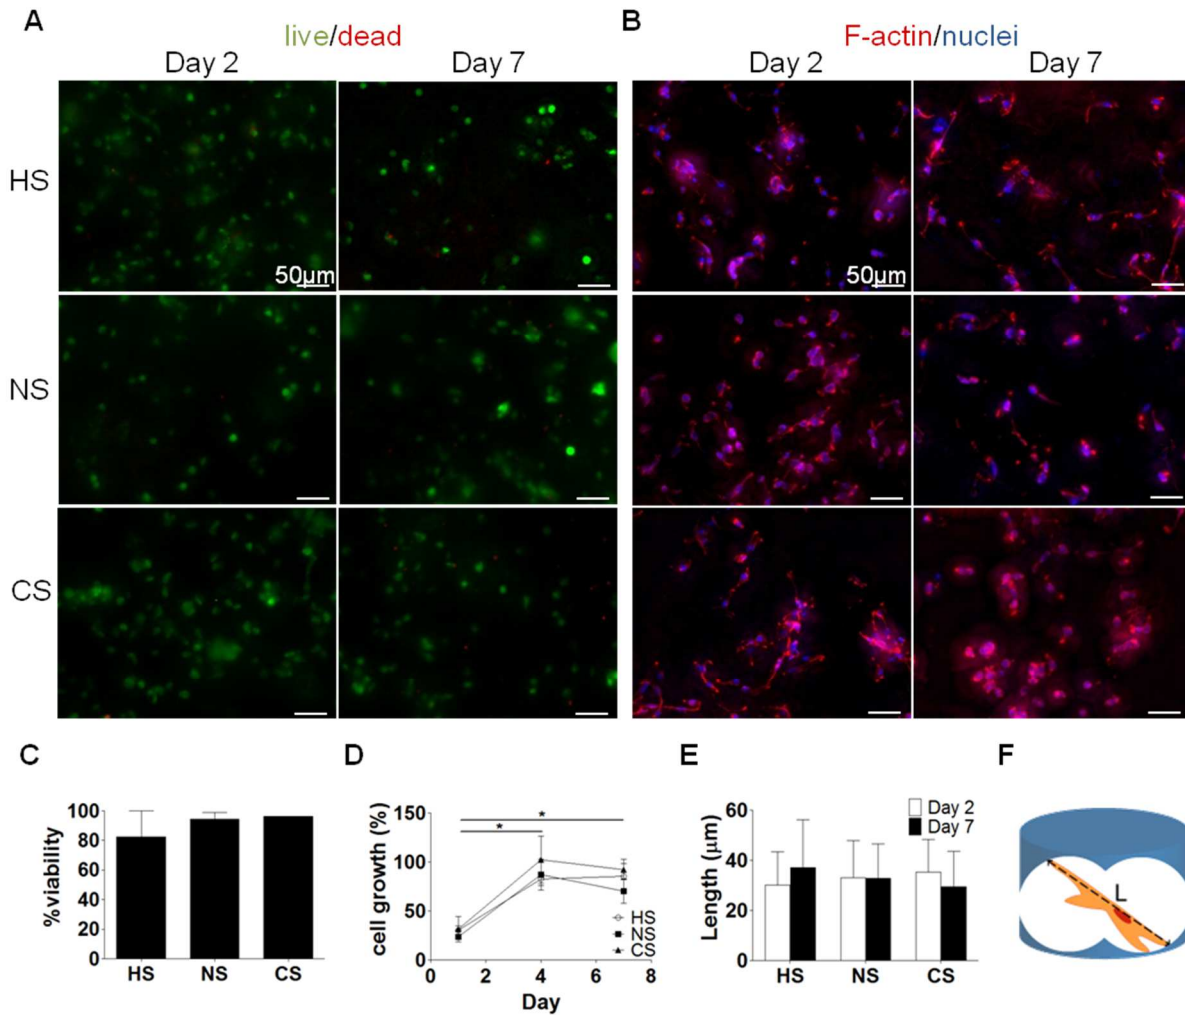 A
live/dead
Day 2 Day 7
B
F-actin/nuclei
Day 2 Day 7
HS
50µm
50µm
NS
CS
C
%viability
100
80
60
40
20
0
HS NS CS
D
cell growth (%)
150
100
50
0
* *
HS
NS
CS
0 2 4 6 8
Day
E
Length (µm)
60
40
20
0
Day 2
Day 7
HS NS CS
F
L